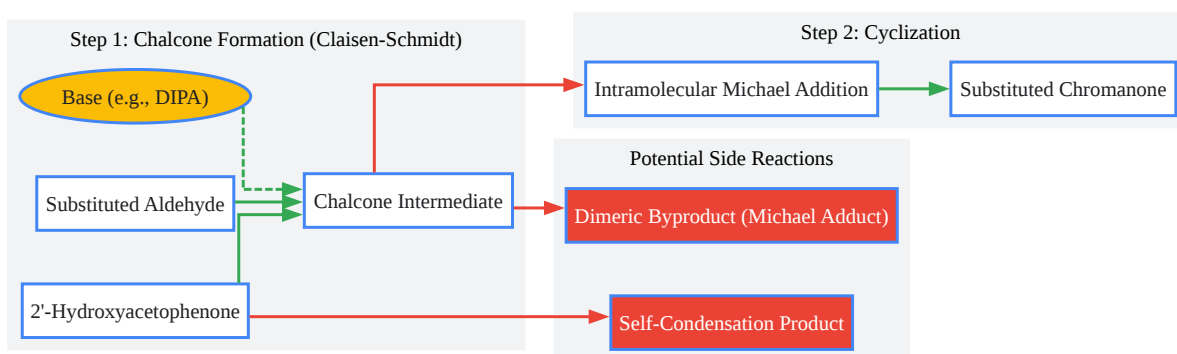 Step 1: Chalcone Formation (Claisen-Schmidt)
Base (e.g., DIPA)
Substituted Aldehyde
Chalcone Intermediate
2'-Hydroxyacetophenone
Step 2: Cyclization
Intramolecular Michael Addition
Substituted Chromanone
Potential Side Reactions
Dimeric Byproduct (Michael Adduct)
Self-Condensation Product